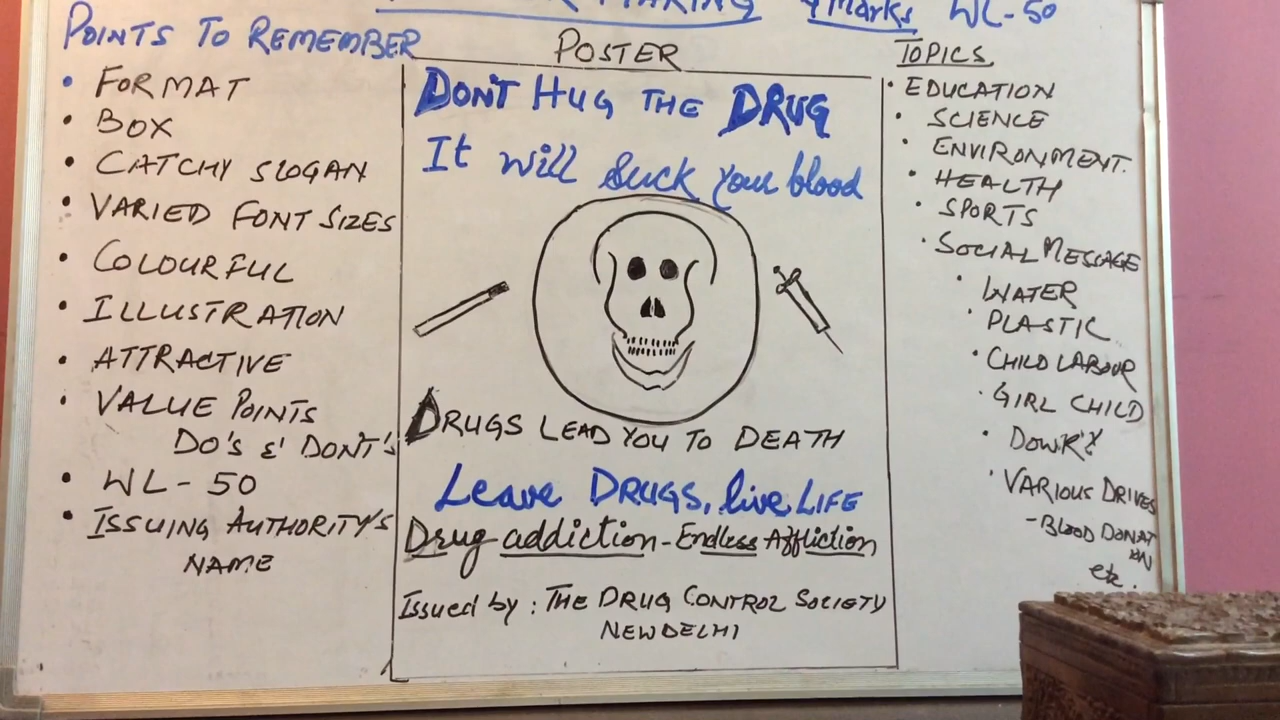 MAKING 4 Marks WL-50
POINTS TO REMEMBER
• FORMAT
• BOX
• CATCHY SLOGAN
• VARIED FONT SIZES
• COLOURFUL
• ILLUSTRATION
• ATTRACTIVE
• VALUE POINTS
DO'S & DONT'S
• WL-50
• ISSUING AUTHORITY'S
NAME
POSTER
DON'T HUG THE DRUG
It will suck your blood
DRUGS LEAD YOU TO DEATH
Leave DRUGS, live LIFE
Drug addiction - Endless Affliction
Issued by : THE DRUG CONTROL SOCIETY
NEW DELHI
TOPICS
• EDUCATION
• SCIENCE
• ENVIRONMENT.
• HEALTH
• SPORTS
• SOCIAL MESSAGE
• WATER
• PLASTIC
• CHILD LABOUR
• GIRL CHILD
• DOWRY
• VARIOUS DRIVES
- BLOOD DONAT
ION
etc.